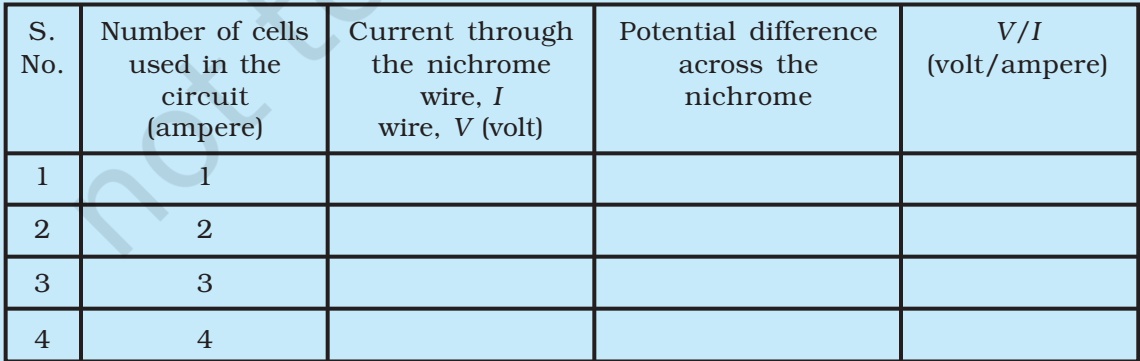 S. No.
Number of cells used in the circuit (ampere)
Current through the nichrome wire, I wire, V (volt)
Potential difference across the nichrome
V/I (volt/ampere)
1 1
2 2
3 3
4 4
not